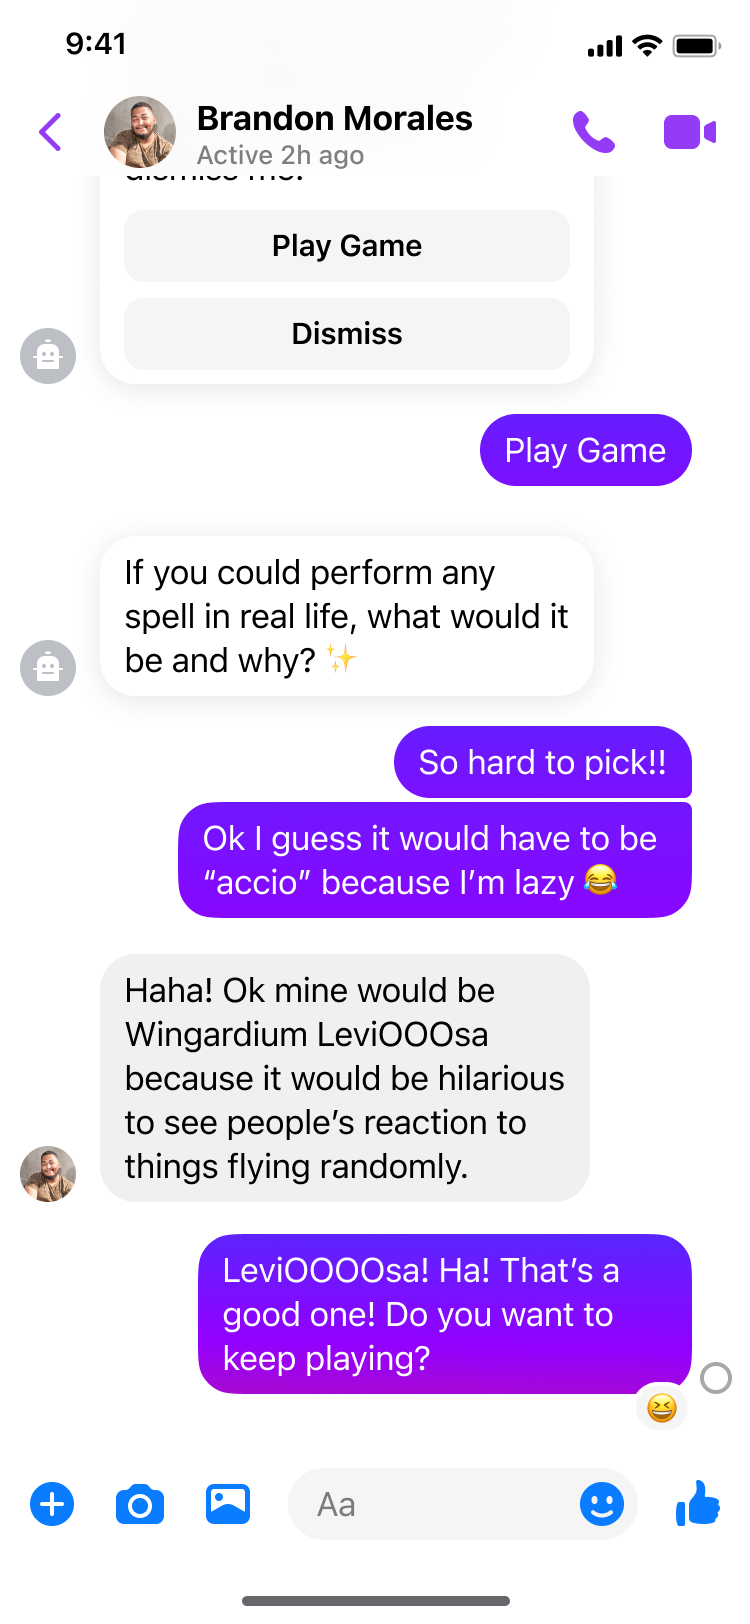 9:41
Brandon Morales
Active 2h ago
Play Game
Dismiss
Play Game
If you could perform any
spell in real life, what would it
be and why? ✨
So hard to pick!!
Ok I guess it would have to be
“accio” because I’m lazy 😂
Haha! Ok mine would be
Wingardium LeviOOOsa
because it would be hilarious
to see people’s reaction to
things flying randomly.
LeviOOOOsa! Ha! That’s a
good one! Do you want to
keep playing?
😆
Aa